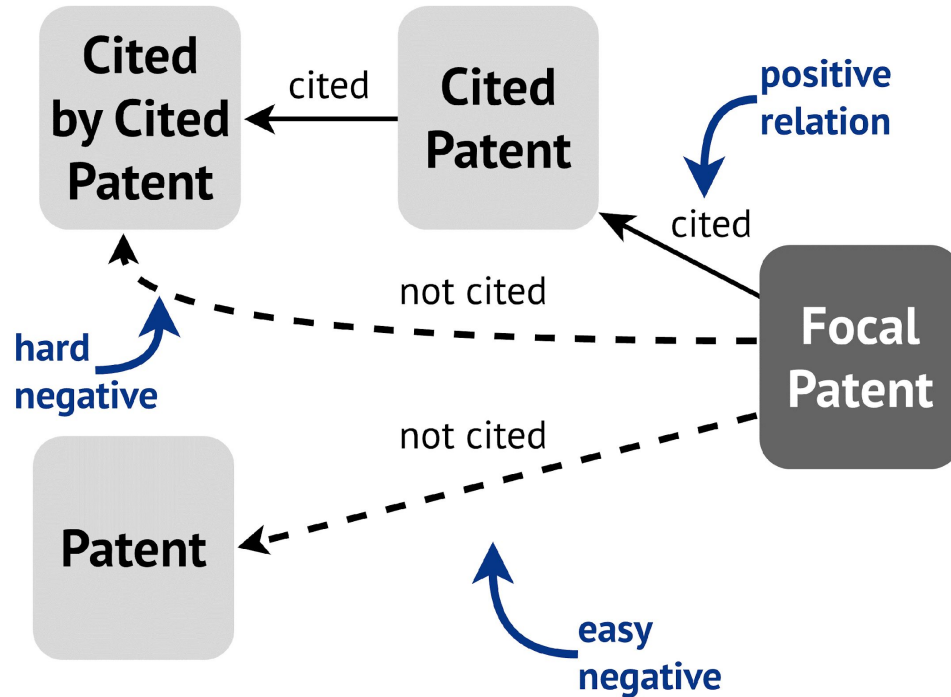 Cited
by Cited
Patent
cited
Cited
Patent
positive
relation
cited
not cited
Focal
Patent
hard
negative
not cited
Patent
easy
negative